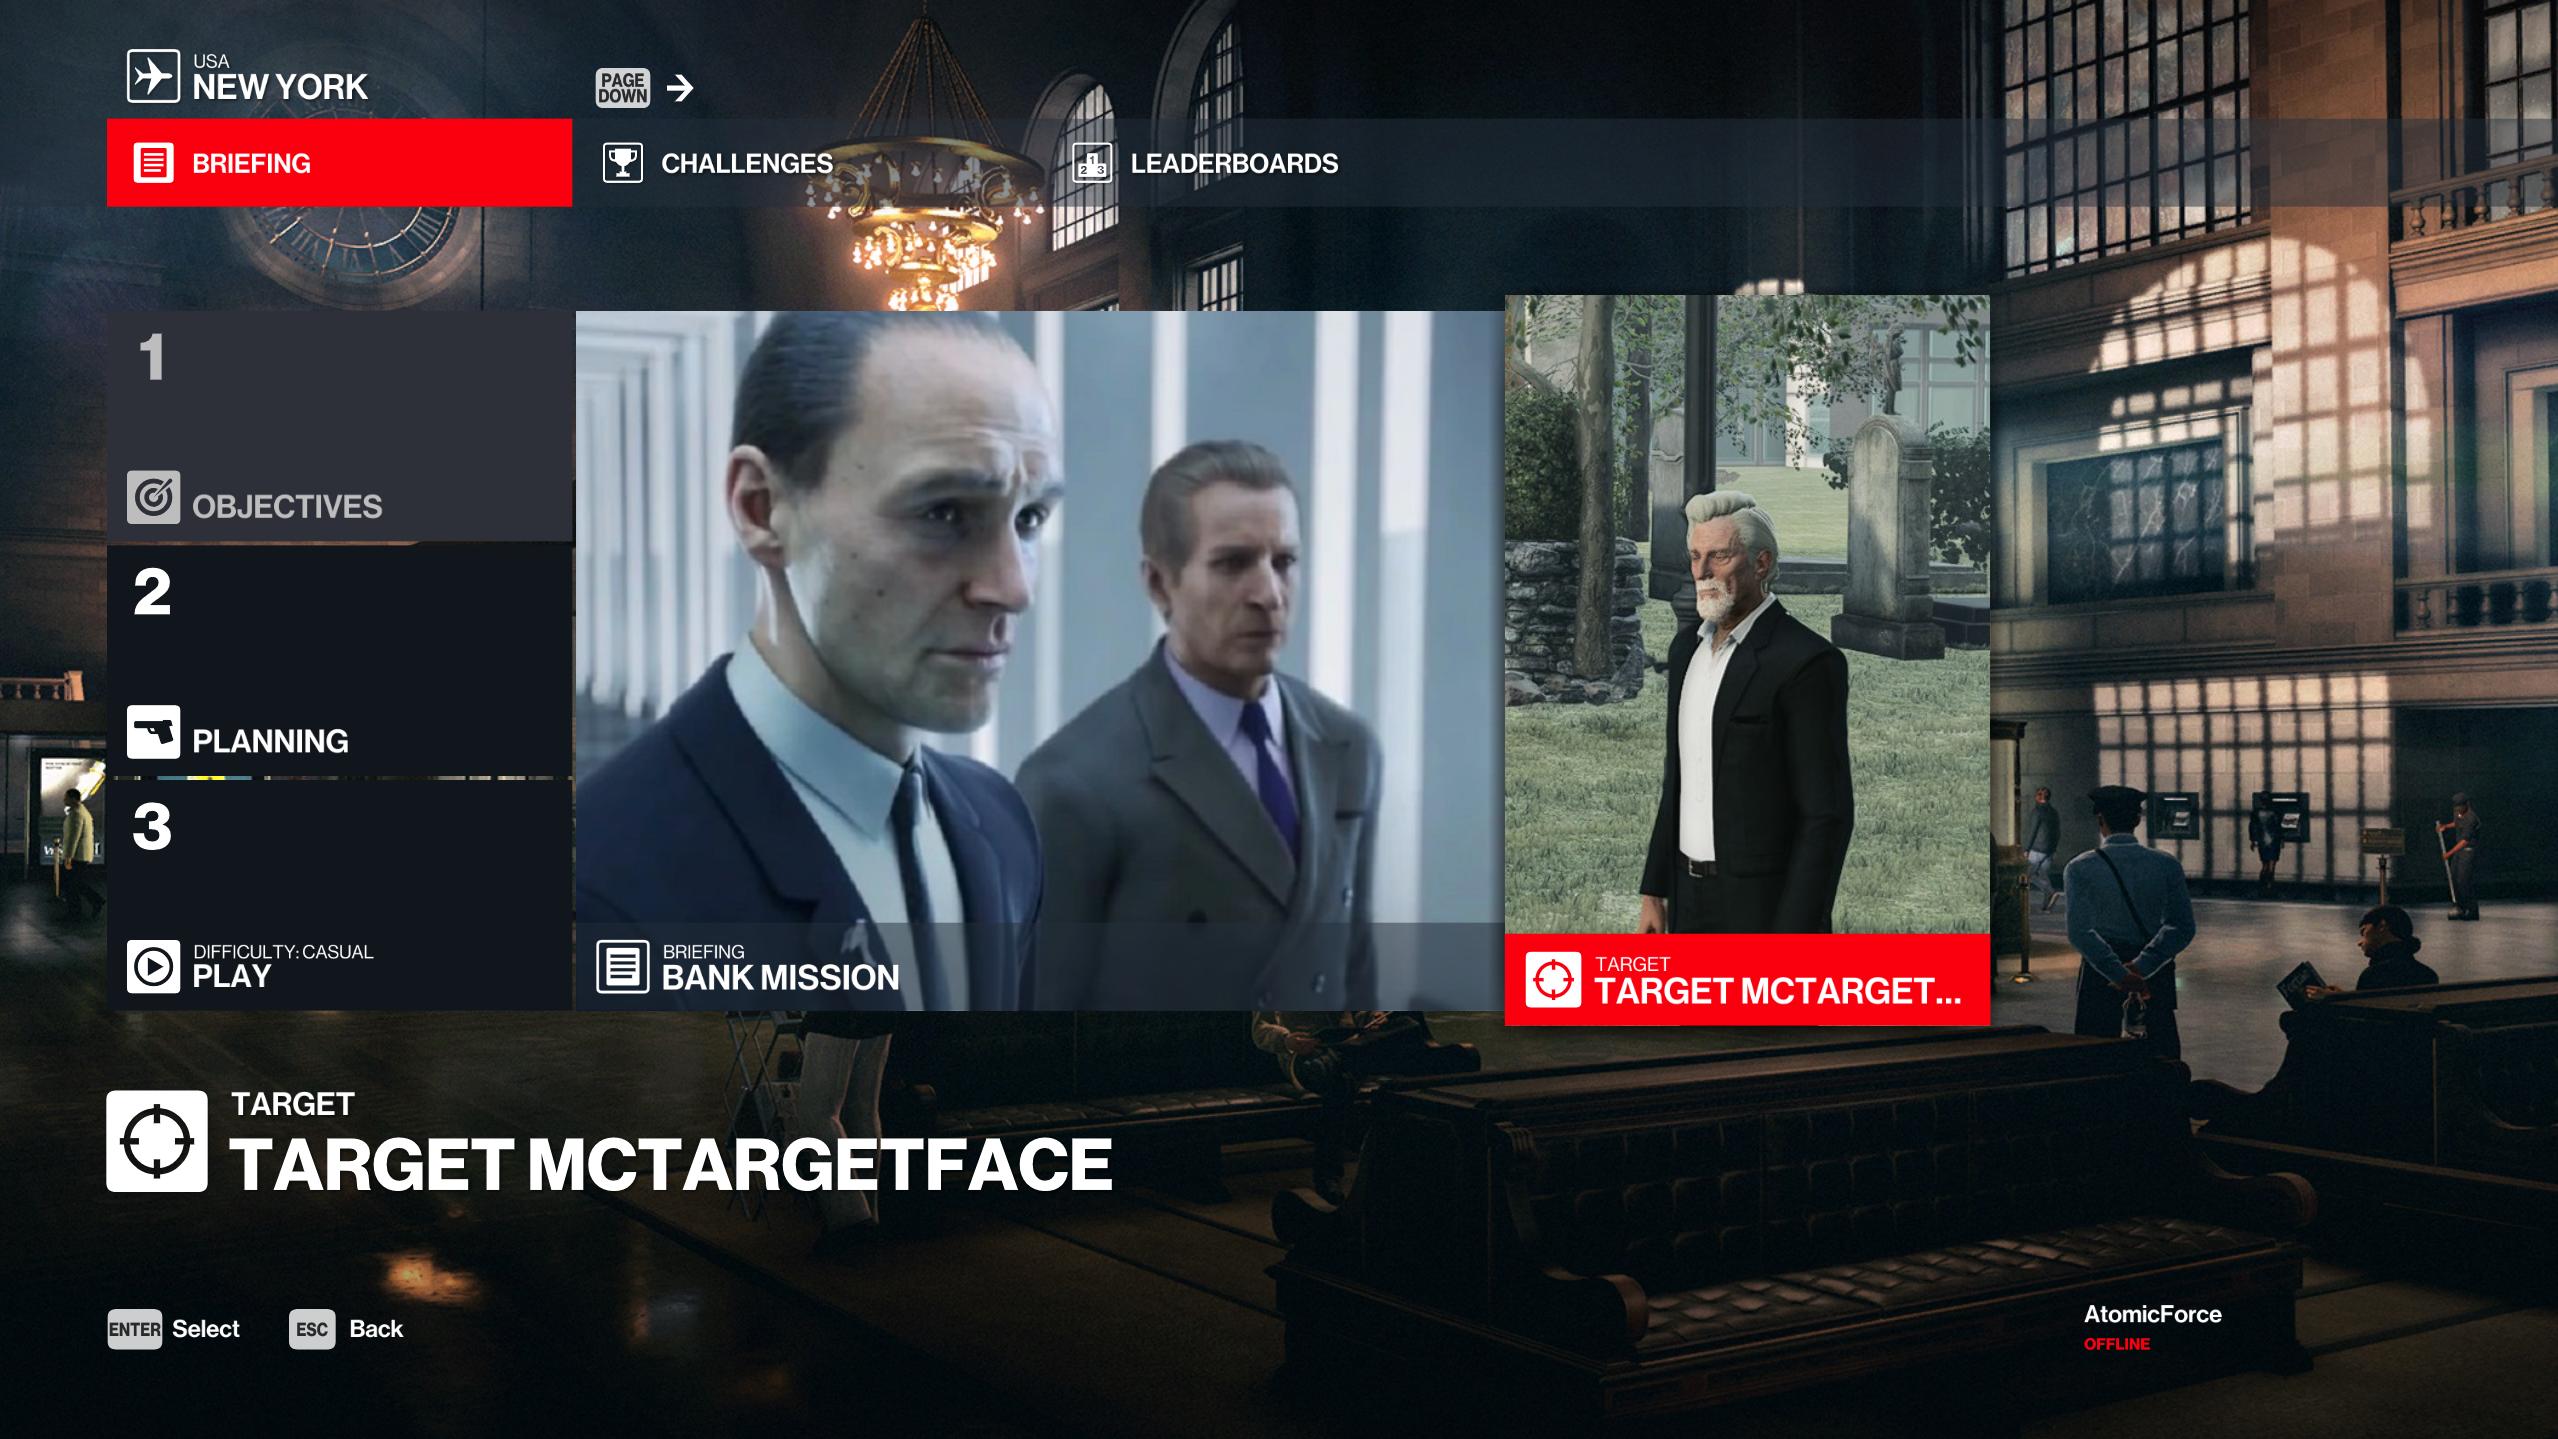 USA
NEW YORK
PAGE
DOWN
BRIEFING
CHALLENGES
LEADERBOARDS
1
OBJECTIVES
2
PLANNING
3
DIFFICULTY: CASUAL
PLAY
BRIEFING
BANK MISSION
TARGET
TARGET MCTARGET...
TARGET
TARGET MCTARGETFACE
ENTER Select
ESC Back
AtomicForce
OFFLINE